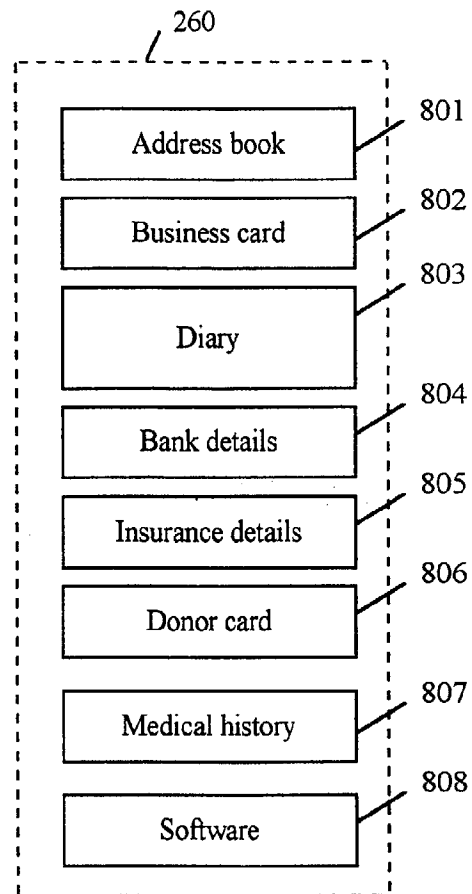 260
Address book
801
Business card
802
Diary
803
Bank details
804
Insurance details
805
Donor card
806
Medical history
807
Software
808